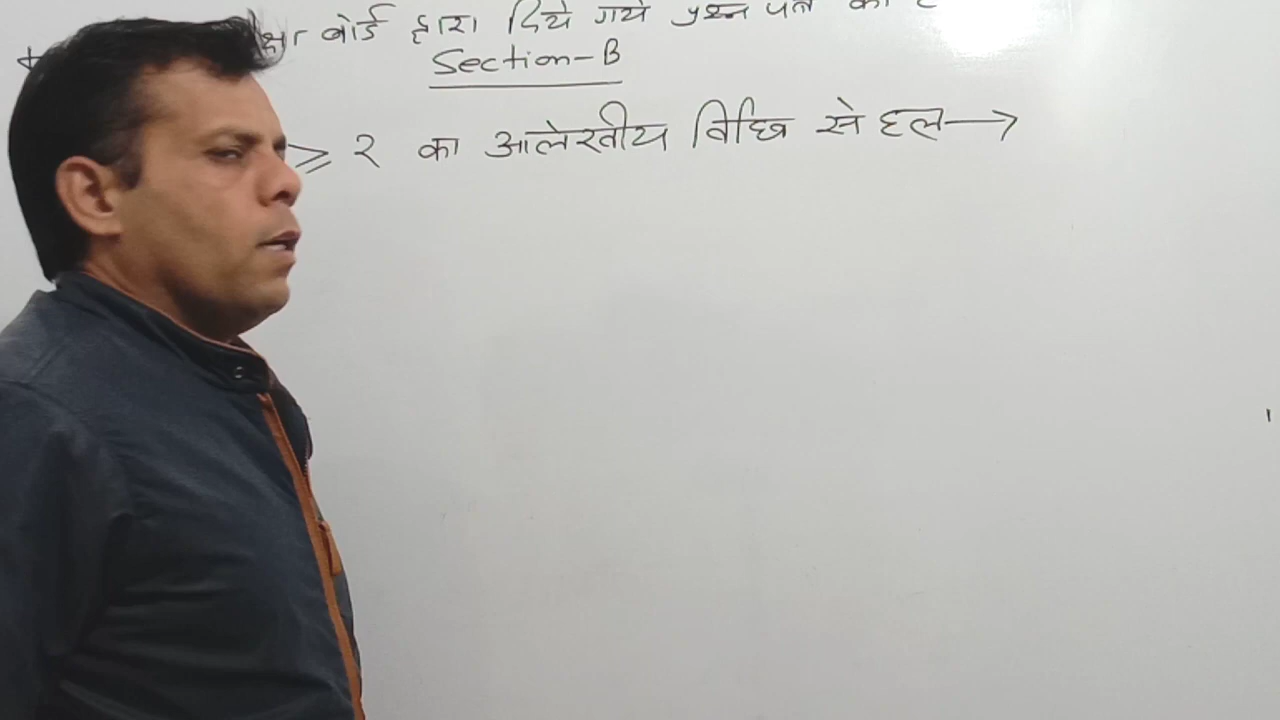 बोर्ड द्वारा दिये गये प्रश्न पत्र का
Section-B
≥ २ का आलेखीय विधि से हल→